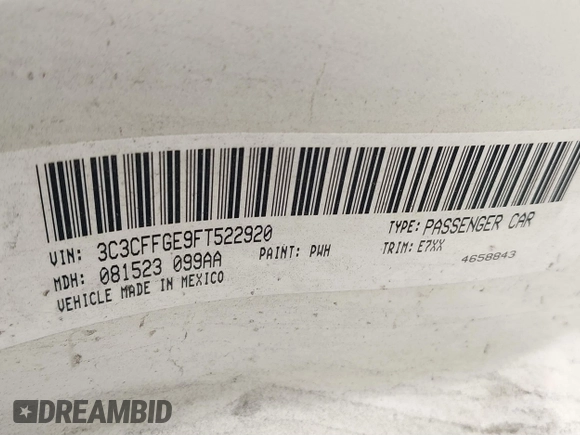 VIN: 3C3CFFGE9FT522920 TYPE: PASSENGER CAR
MDH: 081523 099AA PAINT: PWH TRIM: E7XX
VEHICLE MADE IN MEXICO 4658843
DREAMBID